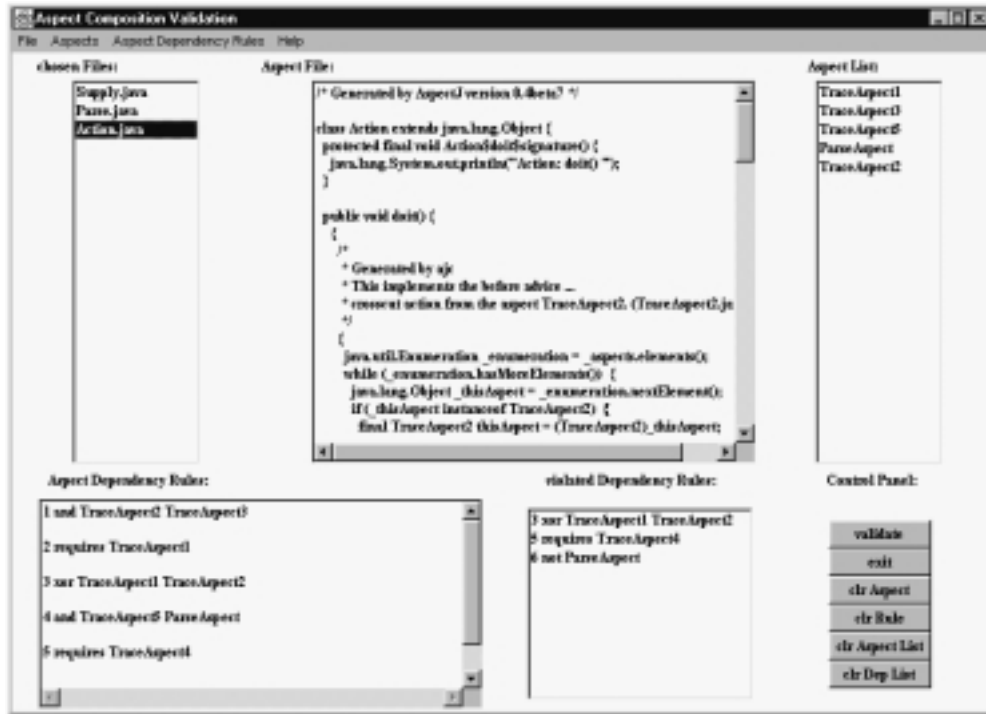 Aspect Composition Validation
File Aspects Aspect Dependency Rules Help
chosen Files:
Supply.java
Parse.java
Action.java
Aspect File:
/* Generated by AspectJ version 0.4beta7 */
class Action extends java.lang.Object {
protected final void Action$doit$signature() {
java.lang.System.out.println("Action: doit() ");
}
public void doit() {
{
/*
* Generated by ajc
* This implements the before advice ...
* crosscut action from the aspect TraceAspect2. (TraceAspect2.ja
*/
{
java.util.Enumeration _enumeration = _aspects.elements();
while (_enumeration.hasMoreElements()) {
java.lang.Object _thisAspect = _enumeration.nextElement();
if (_thisAspect instanceof TraceAspect2) {
final TraceAspect2 thisAspect = (TraceAspect2)_thisAspect;
Aspect List:
TraceAspect1
TraceAspect3
TraceAspect5
ParseAspect
TraceAspect2
Aspect Dependency Rules:
1 and TraceAspect2 TraceAspect3
2 requires TraceAspect1
3 xor TraceAspect1 TraceAspect2
4 and TraceAspect5 ParseAspect
5 requires TraceAspect4
violated Dependency Rules:
3 xor TraceAspect1 TraceAspect2
5 requires TraceAspect4
6 not ParseAspect
Control Panel:
validate
exit
clr Aspect
clr Rule
clr Aspect List
clr Dep List